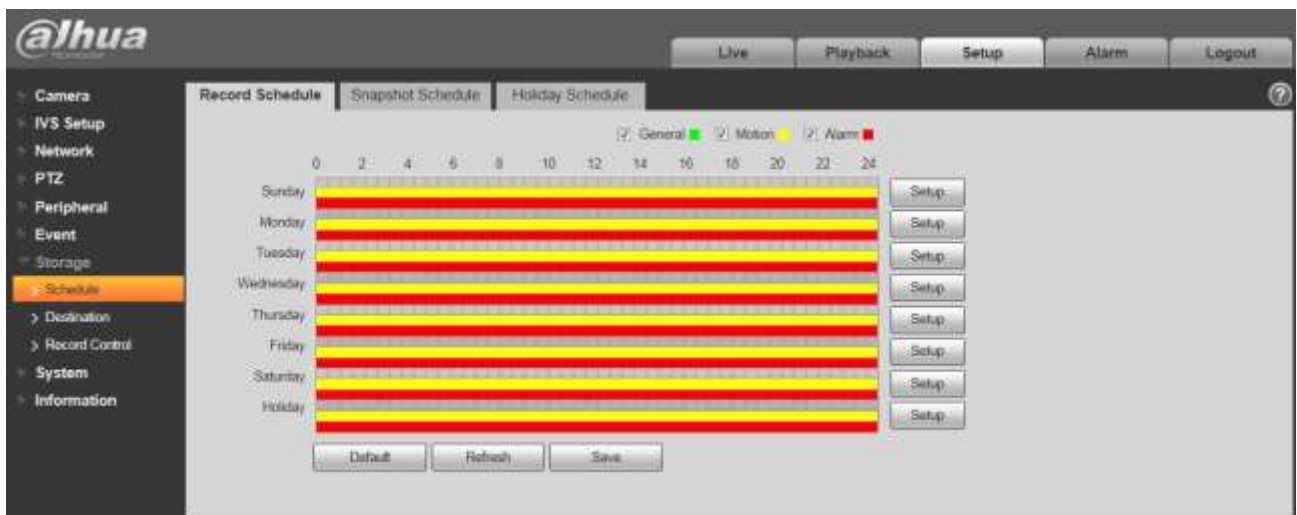 alhua
Live Playback Setup Alarm Logout
Camera
IVS Setup
Network
PTZ
Peripheral
Event
Storage
> Schedule
> Destination
> Record Control
System
Information
Record Schedule Snapshot Schedule Holiday Schedule ?
General Motion Alarm
0 2 4 6 8 10 12 14 16 18 20 22 24
Sunday Setup
Monday Setup
Tuesday Setup
Wednesday Setup
Thursday Setup
Friday Setup
Saturday Setup
Holiday Setup
Default Refresh Save